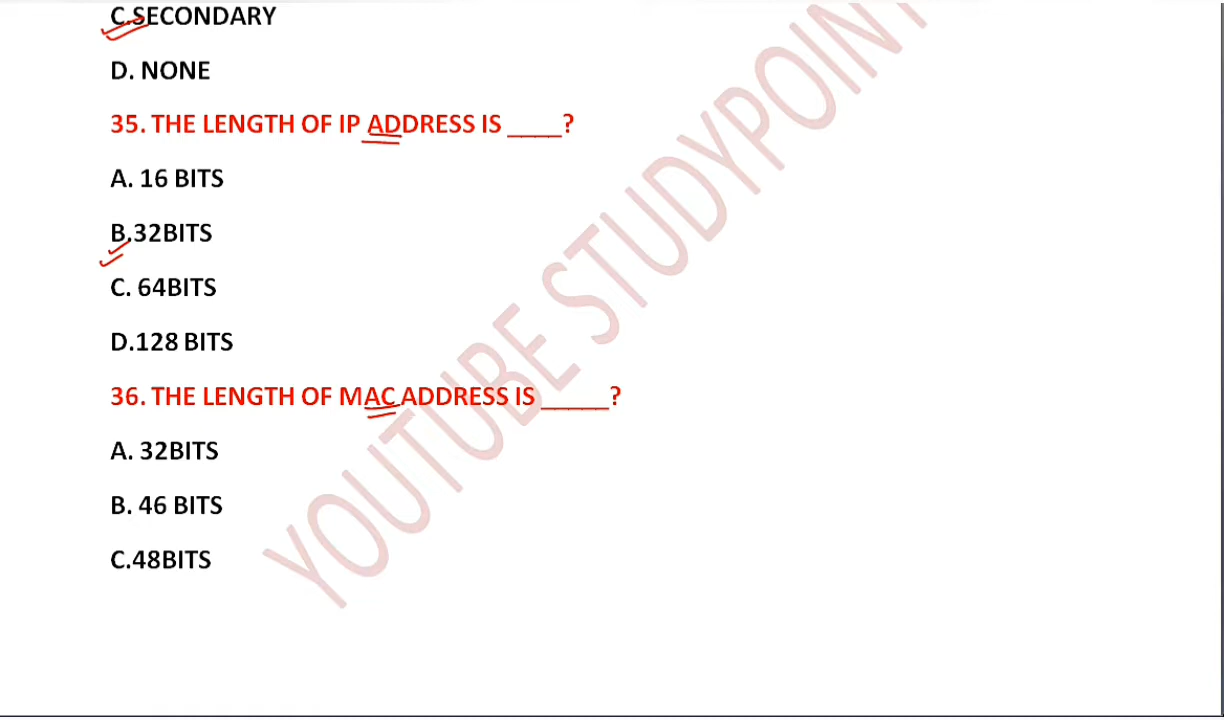 C.SECONDARY
D. NONE
35. THE LENGTH OF IP ADDRESS IS ____?
A. 16 BITS
B.32BITS
C. 64BITS
D.128 BITS
36. THE LENGTH OF MAC ADDRESS IS _____?
A. 32BITS
B. 46 BITS
C.48BITS
YOUTUBE STUDYPOINT